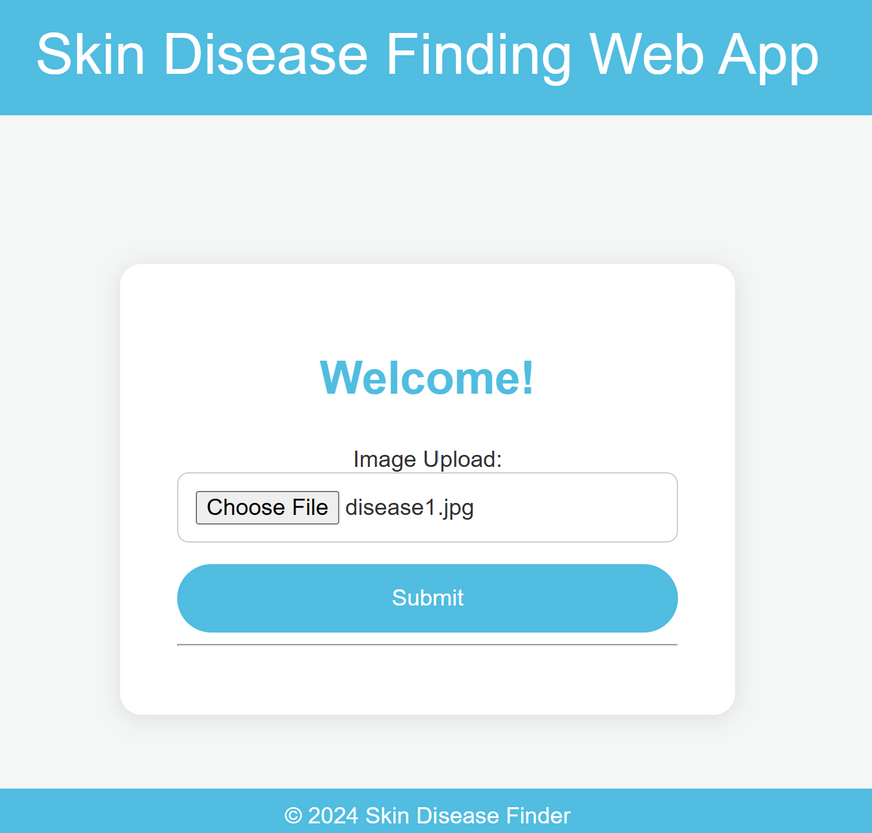 Skin Disease Finding Web App
Welcome!
Image Upload:
Choose File disease1.jpg
Submit
© 2024 Skin Disease Finder